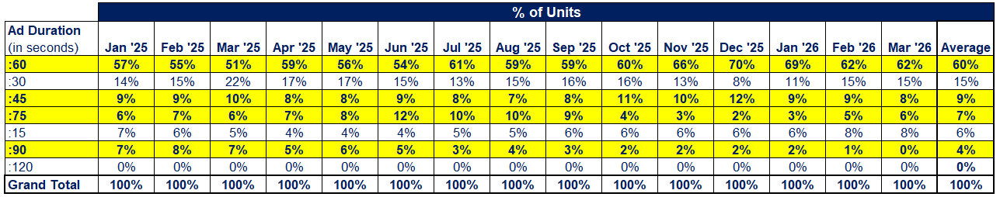 % of Units
Ad Duration
(in seconds) Jan '25 Feb '25 Mar '25 Apr '25 May '25 Jun '25 Jul '25 Aug '25 Sep '25 Oct '25 Nov '25 Dec '25 Jan '26 Feb '26 Mar '26 Average
:60 57% 55% 51% 59% 56% 54% 61% 59% 59% 60% 66% 70% 69% 62% 62% 60%
:30 14% 15% 22% 17% 17% 15% 13% 15% 16% 16% 13% 8% 11% 15% 15% 15%
:45 9% 9% 10% 8% 8% 9% 8% 7% 8% 11% 10% 12% 9% 9% 8% 9%
:75 6% 7% 6% 7% 8% 12% 10% 10% 9% 4% 3% 2% 3% 5% 6% 7%
:15 7% 6% 5% 4% 4% 4% 5% 5% 6% 6% 6% 6% 6% 8% 8% 6%
:90 7% 8% 7% 5% 6% 5% 3% 4% 3% 2% 2% 2% 2% 1% 0% 4%
:120 0% 0% 0% 0% 0% 0% 0% 0% 0% 0% 0% 0% 0% 0% 0% 0%
Grand Total 100% 100% 100% 100% 100% 100% 100% 100% 100% 100% 100% 100% 100% 100% 100% 100%